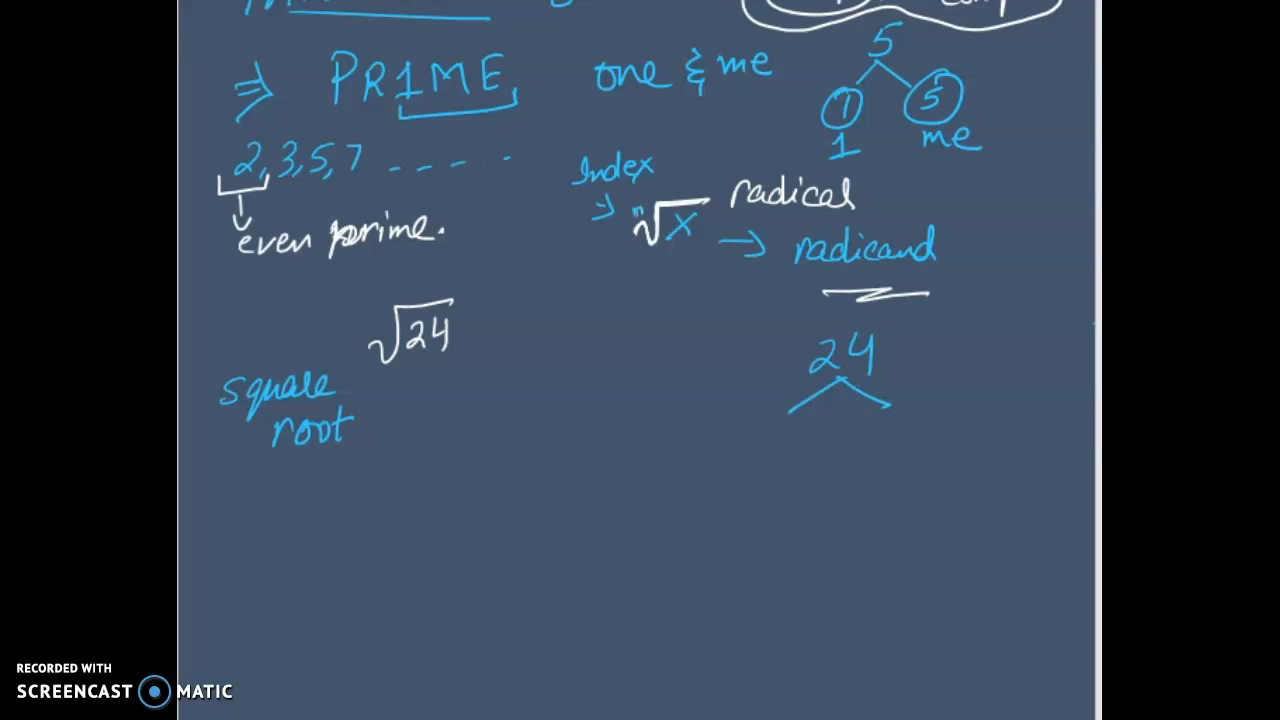 ⇒ PR1ME, one & me
5
1 5
1 me
2, 3, 5, 7 - - - -
even prime.
Index
→ ⁿ√x radical
→ radicand
√24
square
root
24
RECORDED WITH
SCREENCAST MATIC